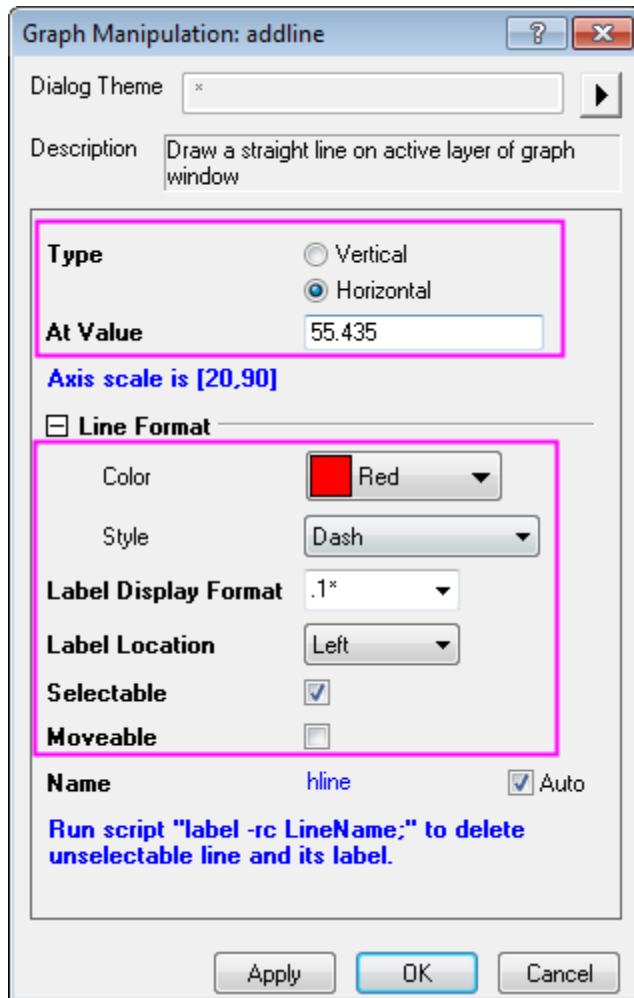 Graph Manipulation: addline
Dialog Theme *
Description Draw a straight line on active layer of graph
window
Type Vertical
Horizontal
At Value 55.435
Axis scale is [20,90]
Line Format
Color Red
Style Dash
Label Display Format .1*
Label Location Left
Selectable
Moveable
Name hline Auto
Run script "label -rc LineName;" to delete
unselectable line and its label.
Apply OK Cancel